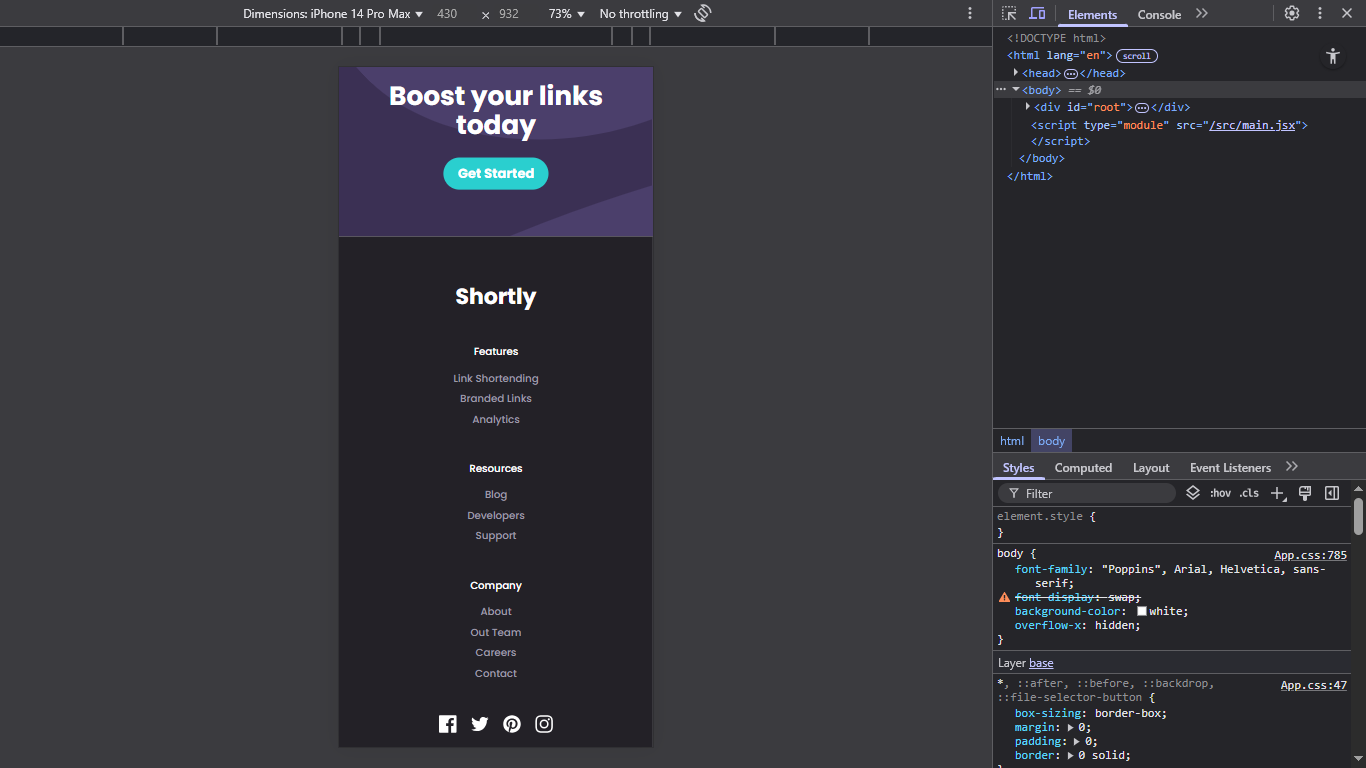 Dimensions: iPhone 14 Pro Max 430 × 932 73% No throttling
Elements Console
<!DOCTYPE html>
<html lang="en"> scroll
<head> </head>
<body> == $0
<div id="root"> </div>
<script type="module" src="/src/main.jsx">
</script>
</body>
</html>
html body
Styles Computed Layout Event Listeners
Filter :hov .cls
element.style {
}
body { App.css:785
font-family: "Poppins", Arial, Helvetica, sans-
serif;
font-display: swap;
background-color: white;
overflow-x: hidden;
}
Layer base
*, ::after, ::before, ::backdrop, App.css:47
::file-selector-button {
box-sizing: border-box;
margin: 0;
padding: 0;
border: 0 solid;
Boost your links
today
Get Started
Shortly
Features
Link Shortending
Branded Links
Analytics
Resources
Blog
Developers
Support
Company
About
Out Team
Careers
Contact